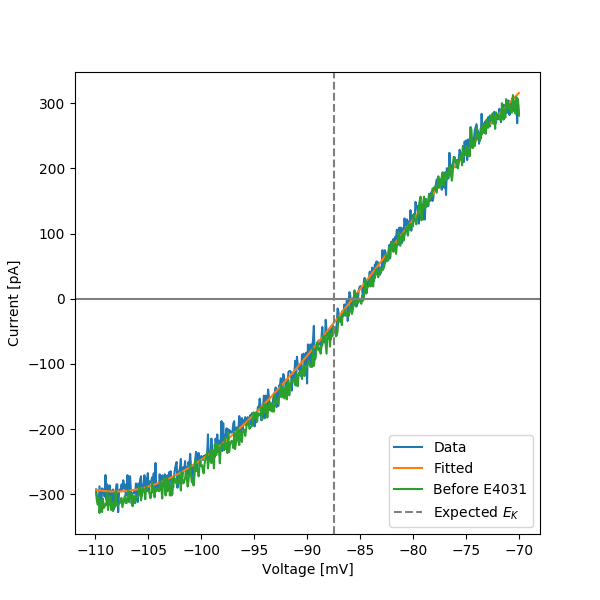 300
200
100
0
−100
−200
−300
Current [pA]
−110
−105
−100
−95
−90
−85
−80
−75
−70
Voltage [mV]
Data
Fitted
Before E4031
Expected E_K